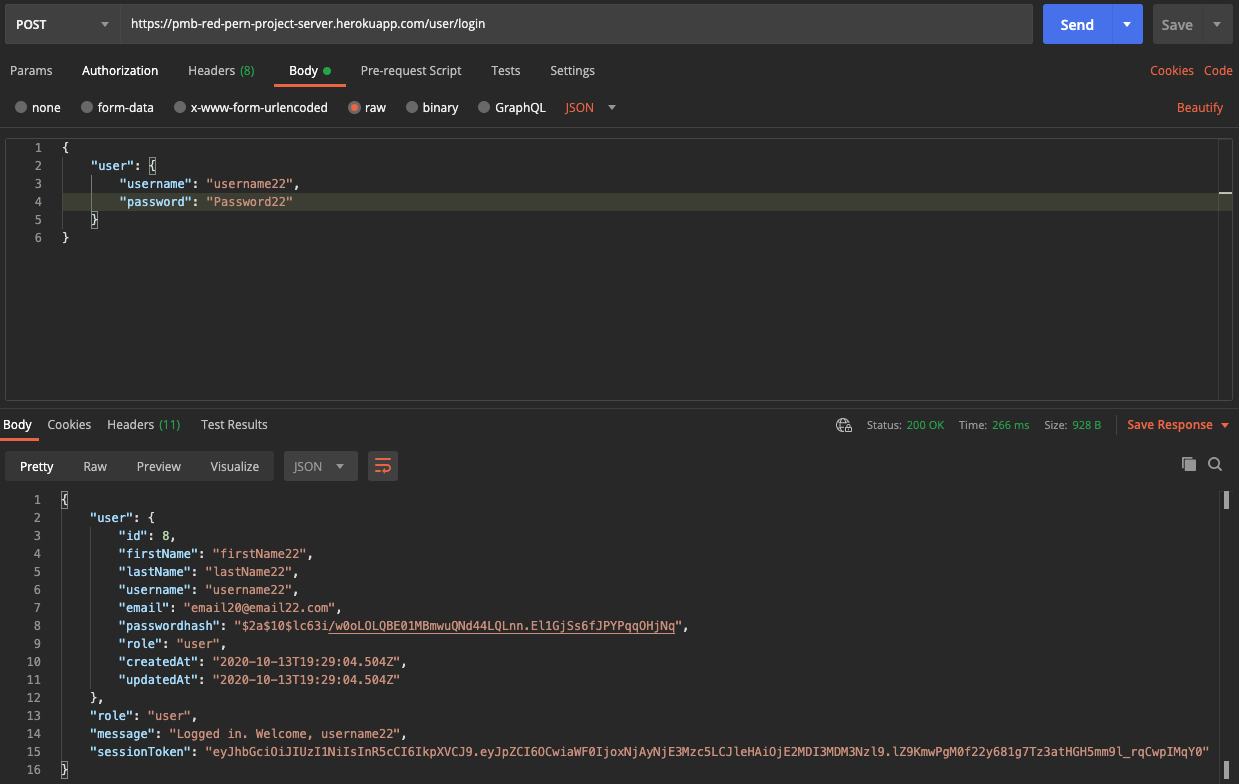 POST https://pmb-red-pern-project-server.herokuapp.com/user/login Send Save
Params Authorization Headers (8) Body Pre-request Script Tests Settings Cookies Code
none form-data x-www-form-urlencoded raw binary GraphQL JSON Beautify
1 {
2 "user": {
3 "username": "username22",
4 "password": "Password22"
5 }
6 }
Body Cookies Headers (11) Test Results Status: 200 OK Time: 266 ms Size: 928 B Save Response
Pretty Raw Preview Visualize JSON
1 {
2 "user": {
3 "id": 8,
4 "firstName": "firstName22",
5 "lastName": "lastName22",
6 "username": "username22",
7 "email": "email20@email22.com",
8 "passwordhash": "$2a$10$lc63i/w0oLOLQBE01MBmwuQNd44LQLnn.El1GjSs6fJPYPqqOHjNq",
9 "role": "user",
10 "createdAt": "2020-10-13T19:29:04.504Z",
11 "updatedAt": "2020-10-13T19:29:04.504Z"
12 },
13 "role": "user",
14 "message": "Logged in. Welcome, username22",
15 "sessionToken": "eyJhbGciOiJIUzI1NiIsInR5cCI6IkpXVCJ9.eyJpZCI6OCwiaWF0IjoxNjAyNjE3Mzc5LCJleHAiOjE2MDI3MDM3Nzl9.lZ9KmwPgM0f22y681g7Tz3atHGH5mm9l_rqCwpIMqY0"
16 }